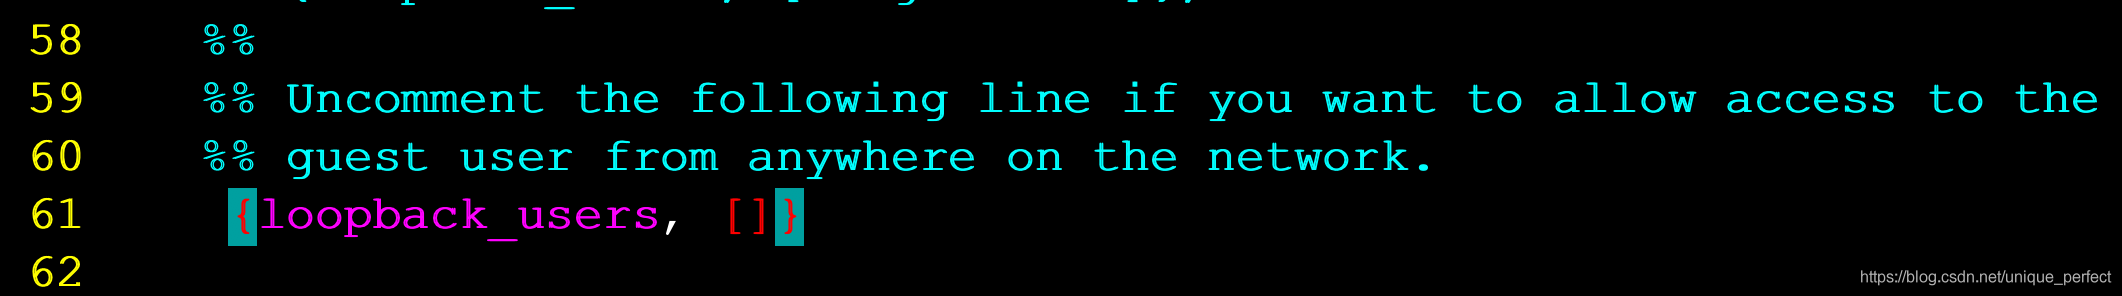 58 %%
59 %% Uncomment the following line if you want to allow access to the
60 %% guest user from anywhere on the network.
61 {loopback_users, []}
62
https://blog.csdn.net/unique_perfect